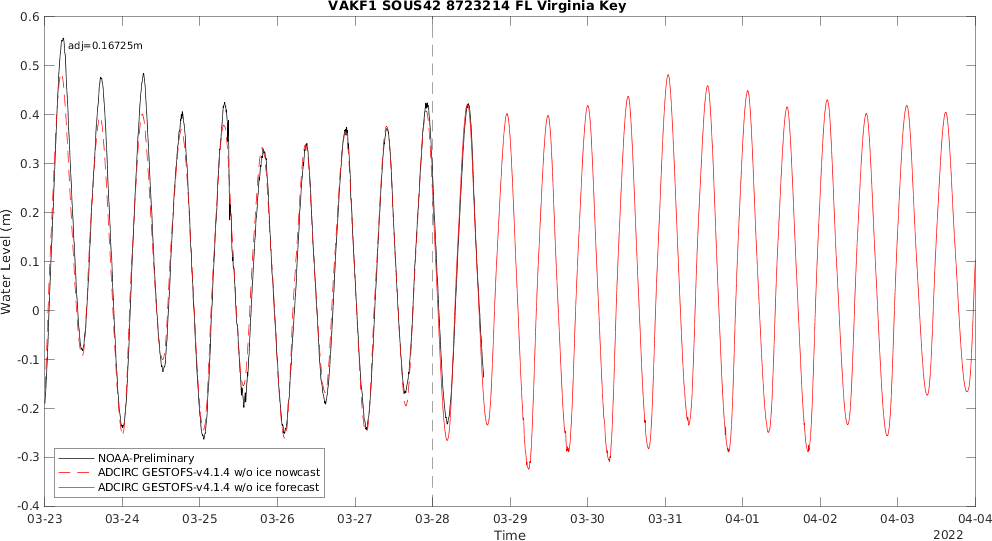 VAKF1 SOUS42 8723214 FL Virginia Key
adj=0.16725m
Water Level (m)
0.6
0.5
0.4
0.3
0.2
0.1
0
-0.1
-0.2
-0.3
-0.4
NOAA-Preliminary
ADCIRC GESTOFS-v4.1.4 w/o ice nowcast
ADCIRC GESTOFS-v4.1.4 w/o ice forecast
03-23 03-24 03-25 03-26 03-27 03-28 03-29 03-30 03-31 04-01 04-02 04-03 04-04
Time
2022